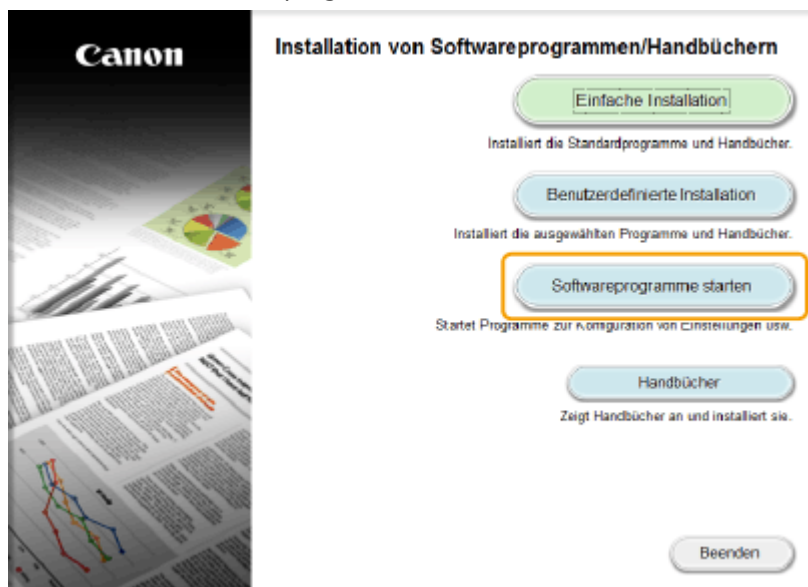 Canon
Installation von Softwareprogrammen/Handbüchern
Einfache Installation
Installiert die Standardprogramme und Handbücher.
Benutzerdefinierte Installation
Installiert die ausgewählten Programme und Handbücher.
Softwareprogramme starten
Startet Programme zur Konfiguration von Einstellungen usw.
Handbücher
Zeigt Handbücher an und installiert sie.
Beenden